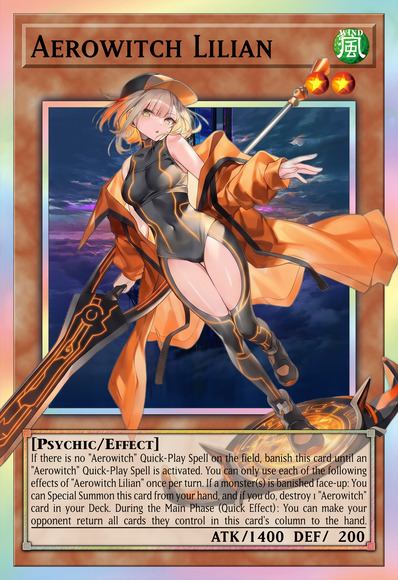 AEROWITCH LILIAN
WIND
風
[PSYCHIC/EFFECT]
If there is no "Aerowitch" Quick-Play Spell on the field, banish this card until an
"Aerowitch" Quick-Play Spell is activated. You can only use each of the following
effects of "Aerowitch Lilian" once per turn. If a monster(s) is banished face-up: You
can Special Summon this card from your hand, and if you do, destroy 1 "Aerowitch"
card in your Deck. During the Main Phase (Quick Effect): You can make your
opponent return all cards they control in this card's column to the hand.
ATK/1400 DEF/ 200